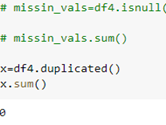 # missin_vals=df4.isnull(
# missin_vals.sum()
x=df4.duplicated()
x.sum()
0